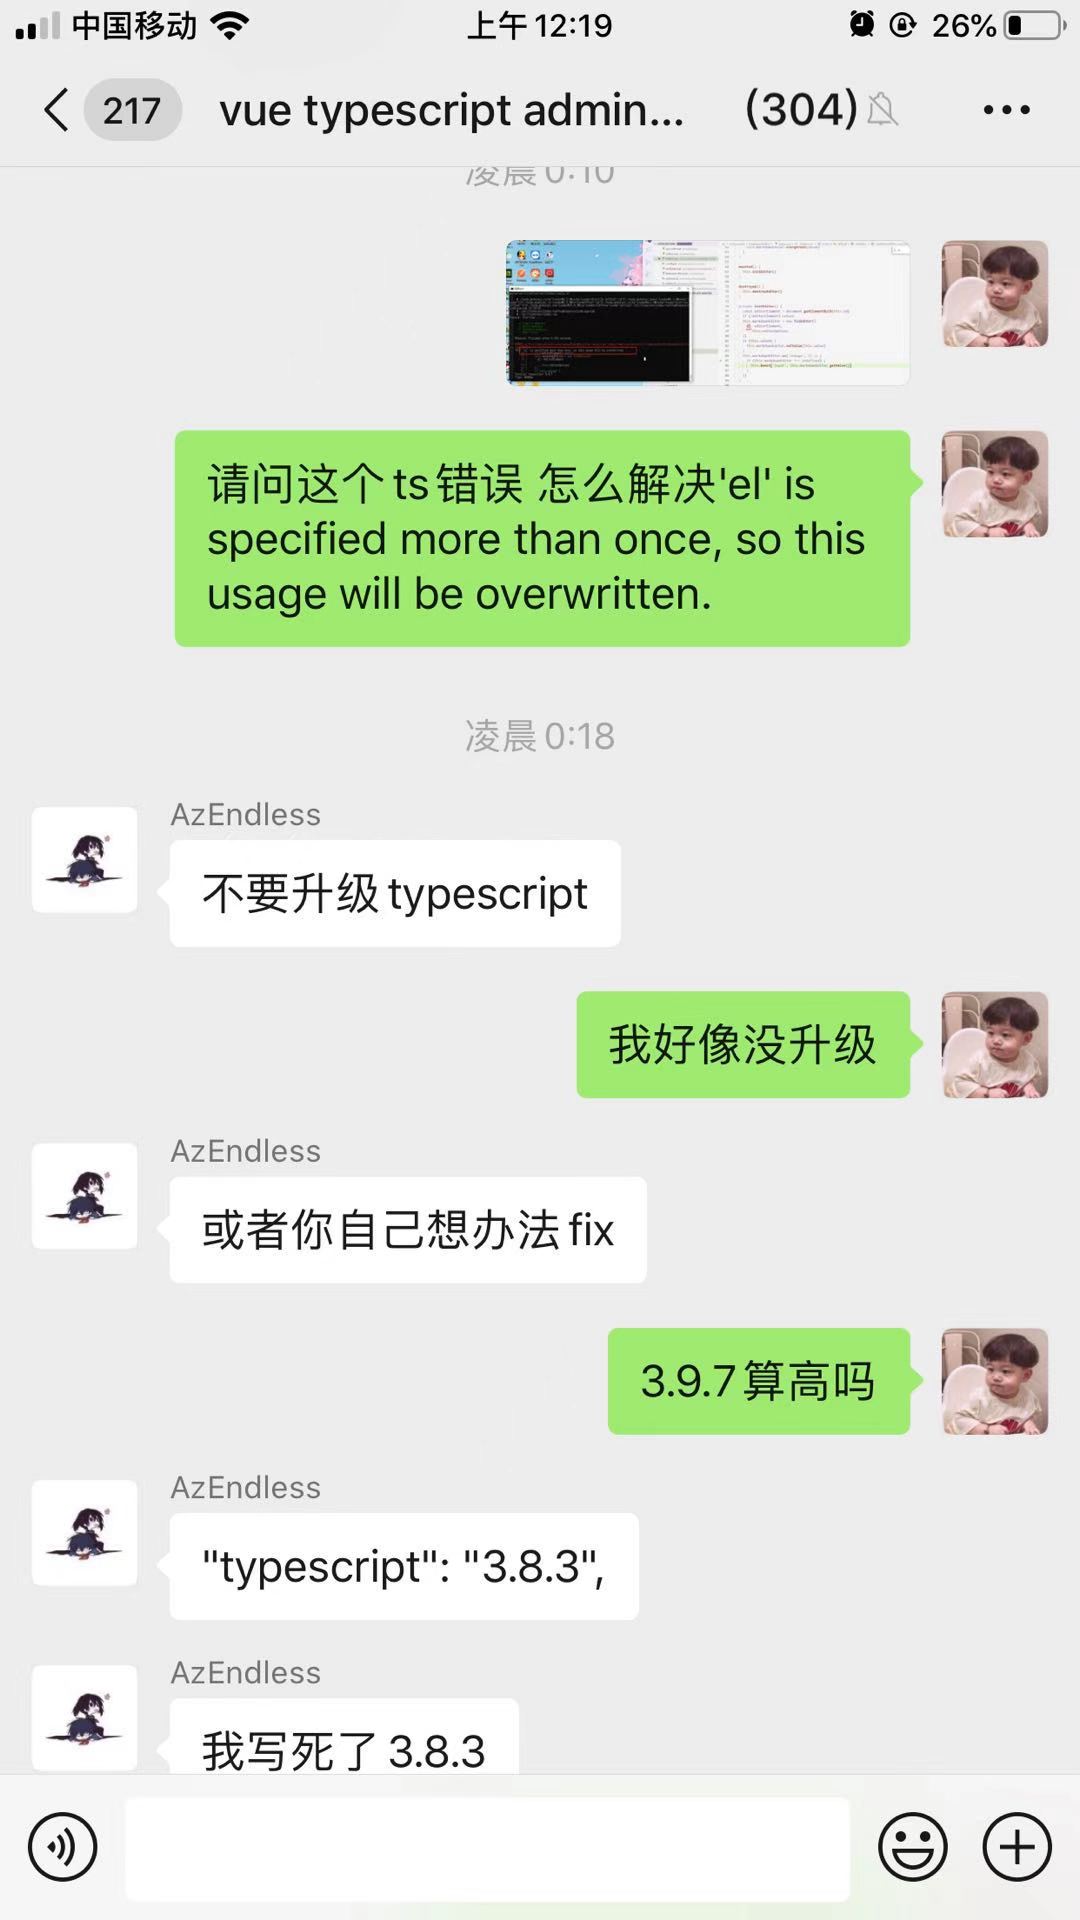 中国移动
上午12:19
26%
217
vue typescript admin...
(304)
凌晨0:10
请问这个ts错误 怎么解决'el' is
specified more than once, so this
usage will be overwritten.
凌晨0:18
AzEndless
不要升级typescript
我好像没升级
AzEndless
或者你自己想办法fix
3.9.7算高吗
AzEndless
"typescript": "3.8.3",
AzEndless
我写死了3.8.3